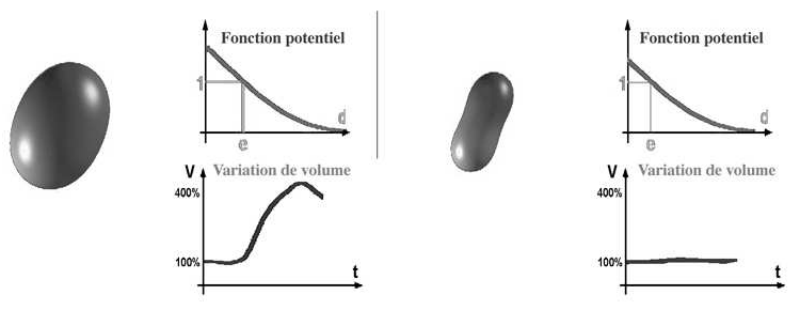 Fonction potentiel
1
d
e
V
Variation de volume
400%
100%
t
Fonction potentiel
1
d
e
V
Variation de volume
400%
100%
t